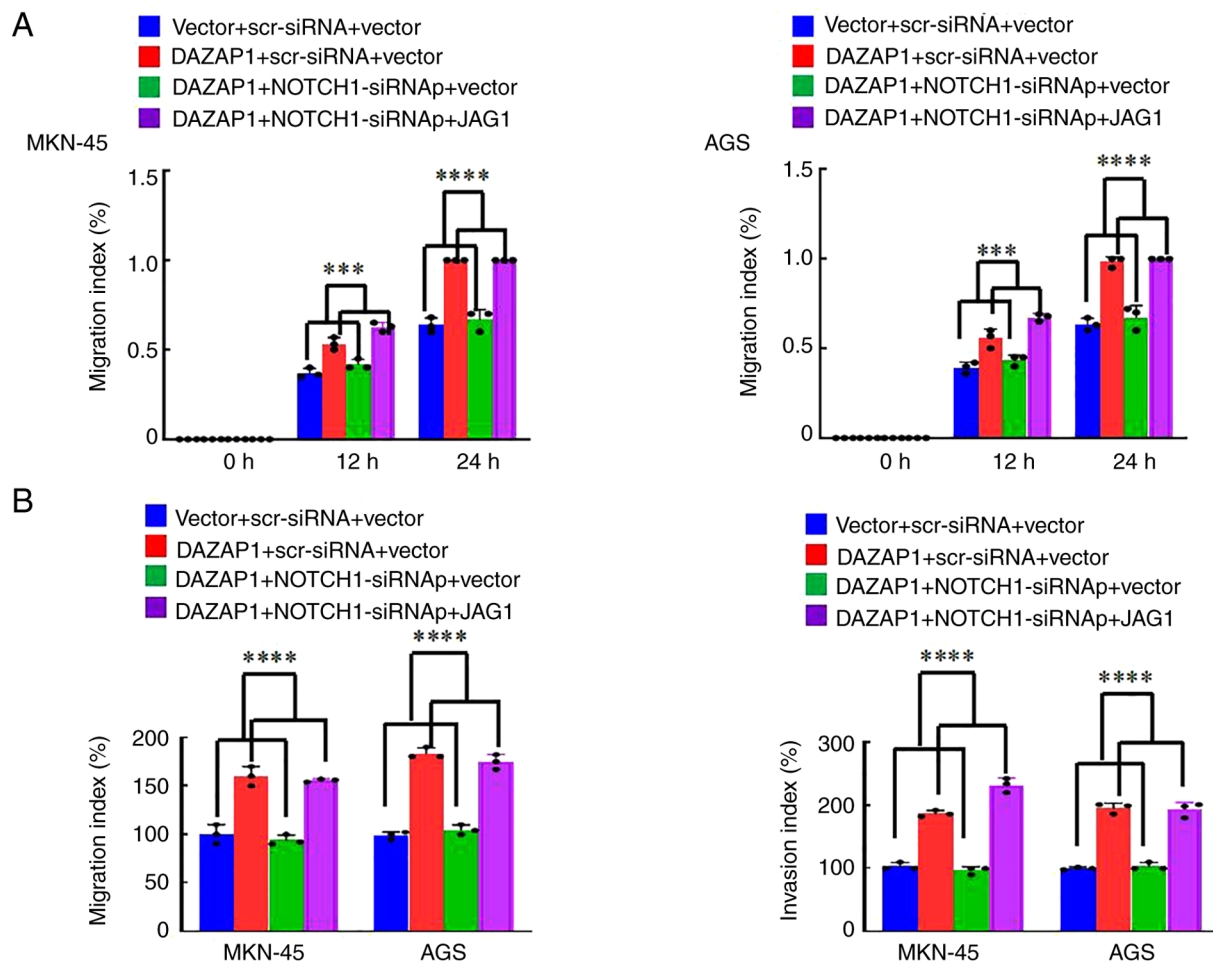 A
Vector+scr-siRNA+vector
DAZAP1+scr-siRNA+vector
DAZAP1+NOTCH1-siRNAp+vector
DAZAP1+NOTCH1-siRNAp+JAG1
MKN-45
Migration index (%)
1.5
1.0
0.5
0
***
****
0 h 12 h 24 h
Vector+scr-siRNA+vector
DAZAP1+scr-siRNA+vector
DAZAP1+NOTCH1-siRNAp+vector
DAZAP1+NOTCH1-siRNAp+JAG1
AGS
Migration index (%)
1.5
1.0
0.5
0
***
****
0 h 12 h 24 h
B
Vector+scr-siRNA+vector
DAZAP1+scr-siRNA+vector
DAZAP1+NOTCH1-siRNAp+vector
DAZAP1+NOTCH1-siRNAp+JAG1
Migration index (%)
200
150
100
50
0
****
****
MKN-45 AGS
Vector+scr-siRNA+vector
DAZAP1+scr-siRNA+vector
DAZAP1+NOTCH1-siRNAp+vector
DAZAP1+NOTCH1-siRNAp+JAG1
Invasion index (%)
300
200
100
0
****
****
MKN-45 AGS